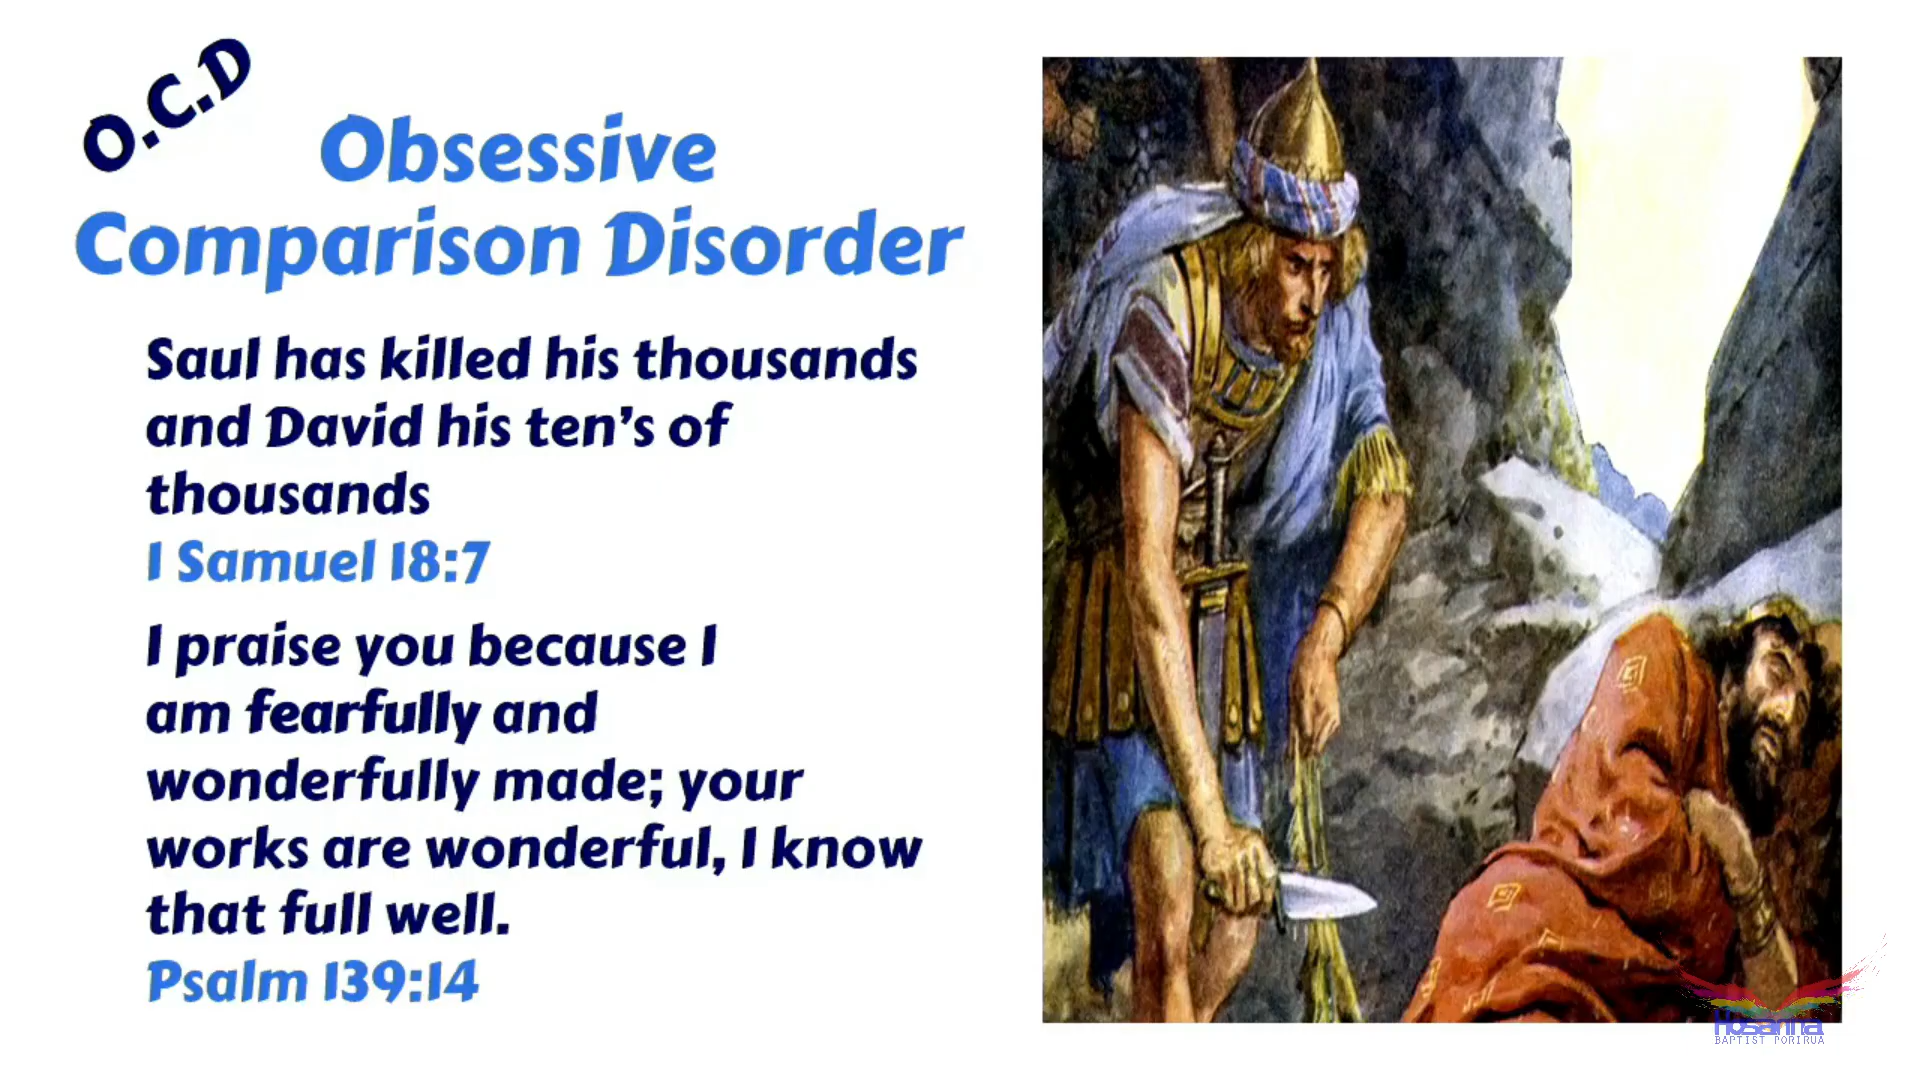 O.C.D
Obsessive
Comparison Disorder
Saul has killed his thousands
and David his ten’s of
thousands
1 Samuel 18:7
I praise you because I
am fearfully and
wonderfully made; your
works are wonderful, I know
that full well.
Psalm 139:14
Hosanna
BAPTIST PORIRUA